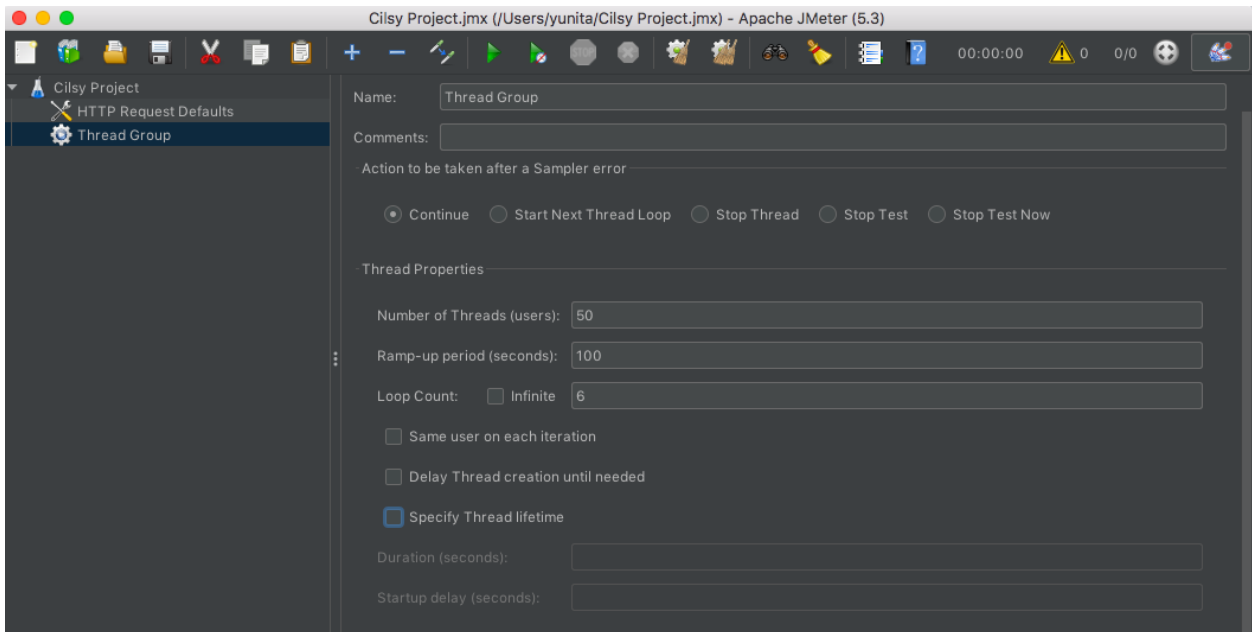 Cilsy Project.jmx (/Users/yunita/Cilsy Project.jmx) - Apache JMeter (5.3)
STOP 00:00:00 0 0/0
Cilsy Project
HTTP Request Defaults
Thread Group
Name: Thread Group
Comments:
Action to be taken after a Sampler error
Continue Start Next Thread Loop Stop Thread Stop Test Stop Test Now
Thread Properties
Number of Threads (users): 50
Ramp-up period (seconds): 100
Loop Count: Infinite 6
Same user on each iteration
Delay Thread creation until needed
Specify Thread lifetime
Duration (seconds):
Startup delay (seconds):